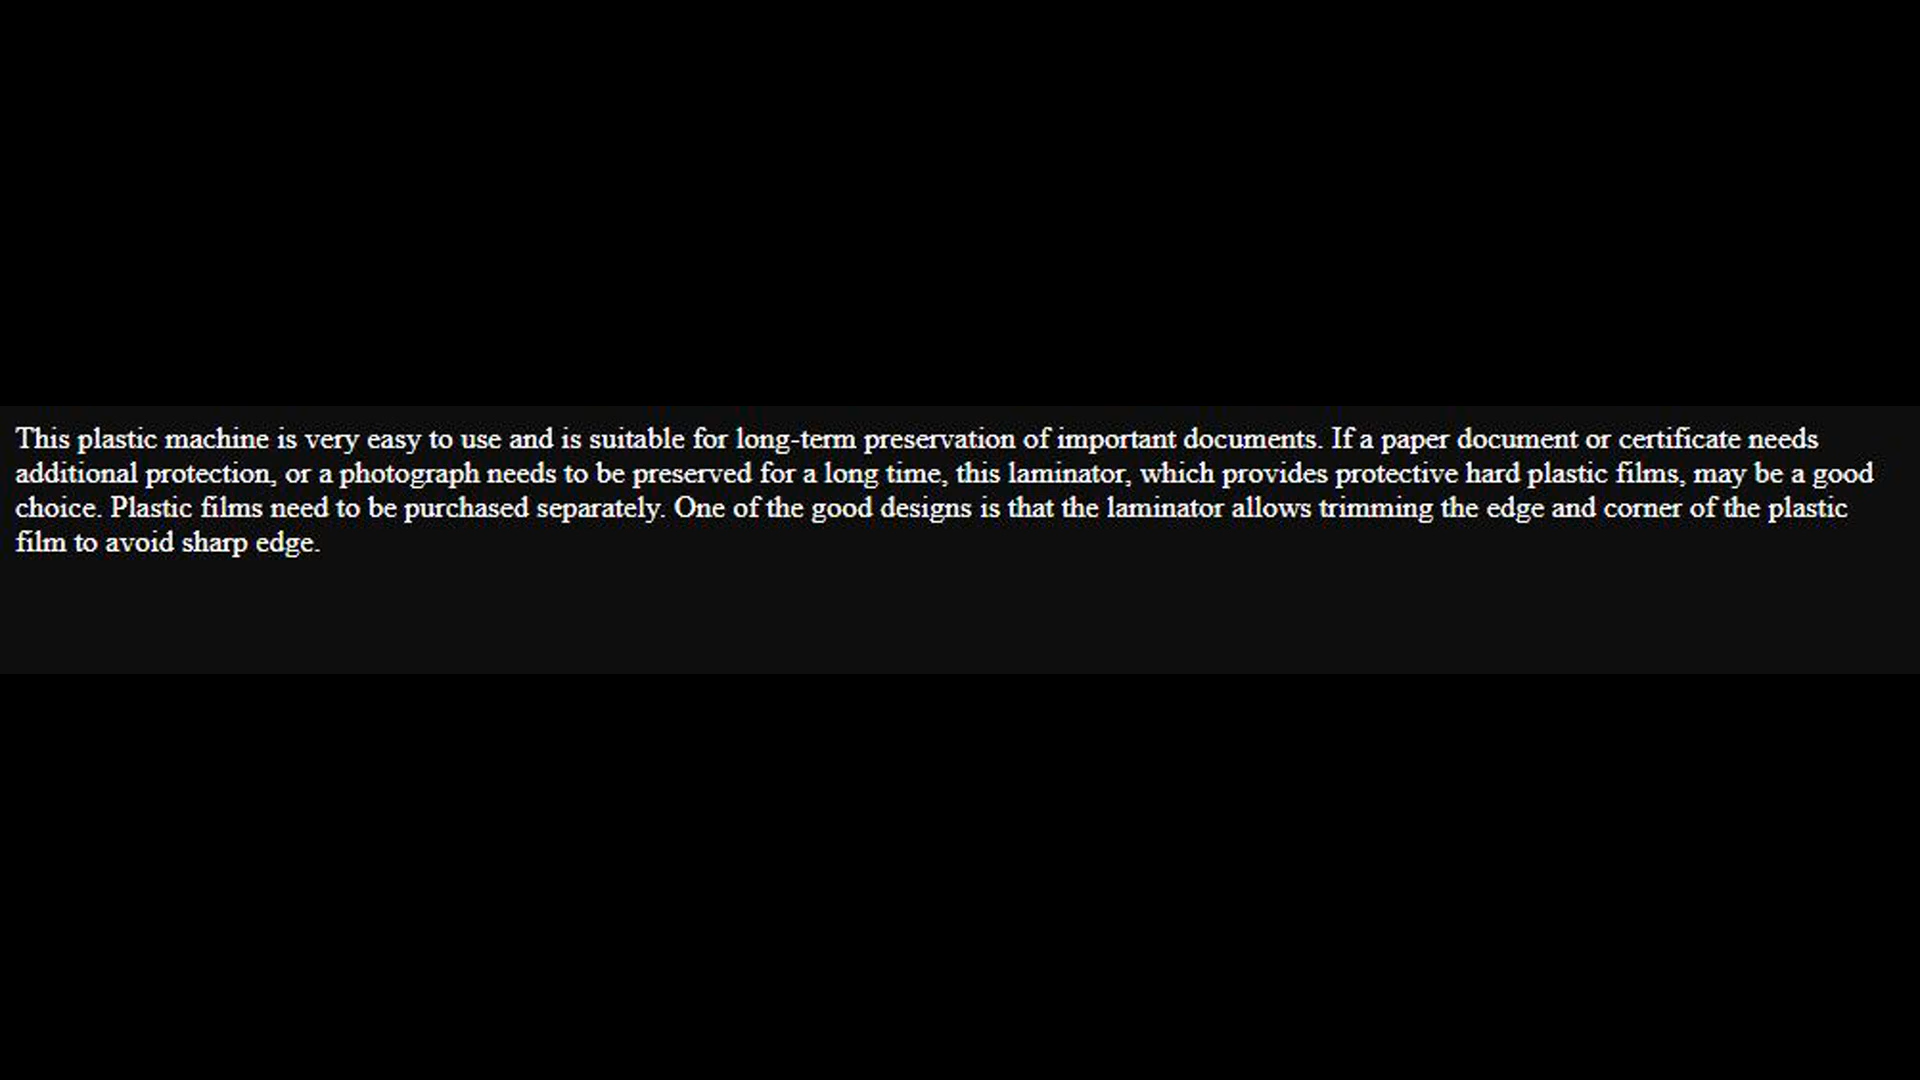 This plastic machine is very easy to use and is suitable for long-term preservation of important documents. If a paper document or certificate needs
additional protection, or a photograph needs to be preserved for a long time, this laminator, which provides protective hard plastic films, may be a good
choice. Plastic films need to be purchased separately. One of the good designs is that the laminator allows trimming the edge and corner of the plastic
film to avoid sharp edge.